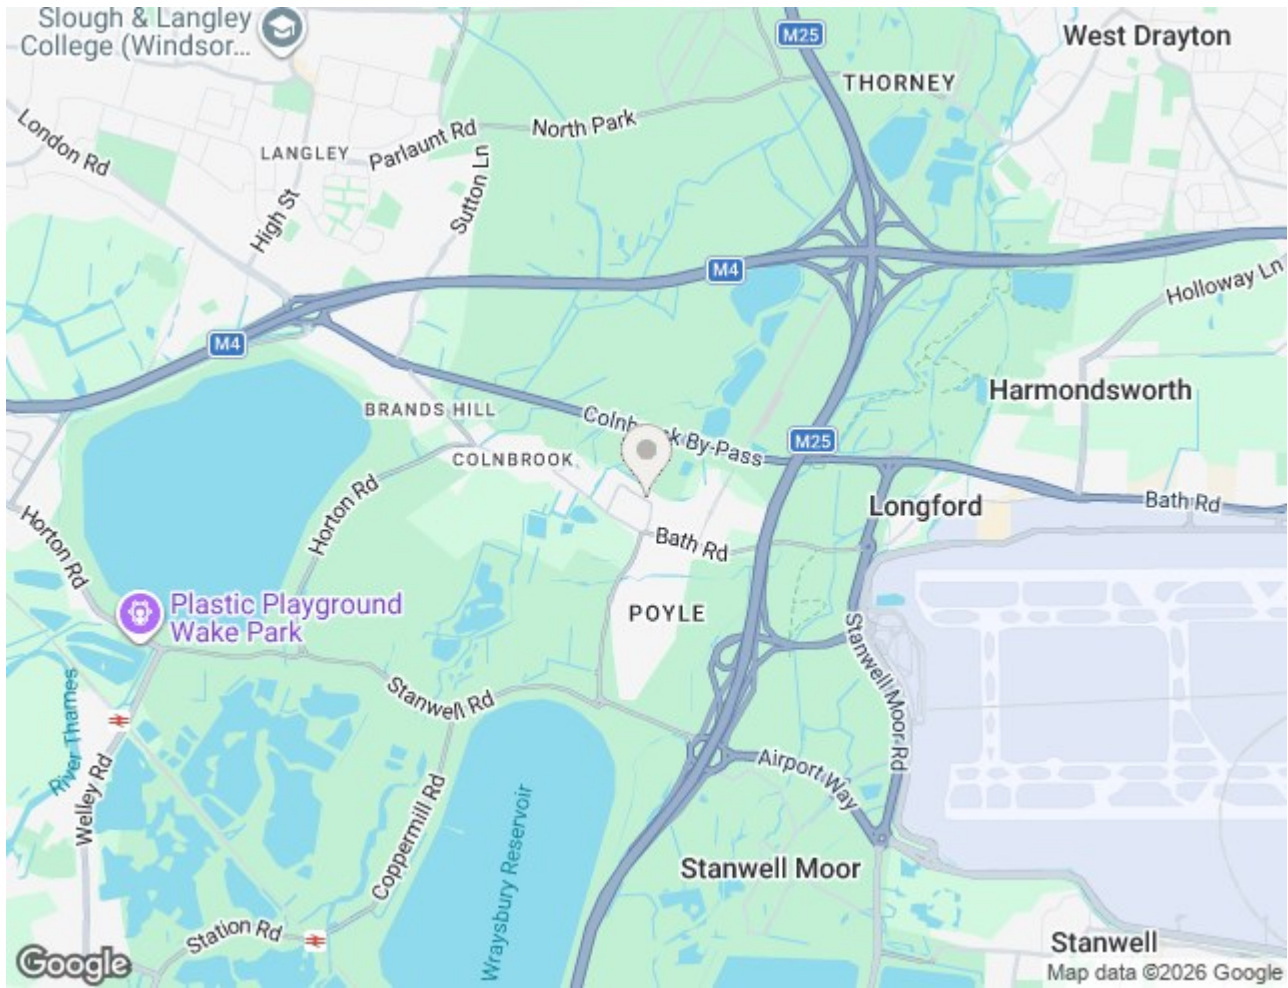 Slough & Langley
College (Windsor...
M25
West Drayton
THORNEY
London Rd
LANGLEY
Parlaunt Rd
North Park
High St
Sutton Ln
M4
Holloway Ln
M4
Harmondsworth
BRANDS HILL
Colnbrook By-Pass
M25
COLNBROOK
Horton Rd
Longford
Bath Rd
Horton Rd
Bath Rd
Plastic Playground
Wake Park
POYLE
Stanwell Moor Rd
River Thames
Stanwell Rd
Welley Rd
Airport Way
Coppermill Rd
Wraysbury Reservoir
Stanwell Moor
Station Rd
Stanwell
Google
Map data ©2026 Google